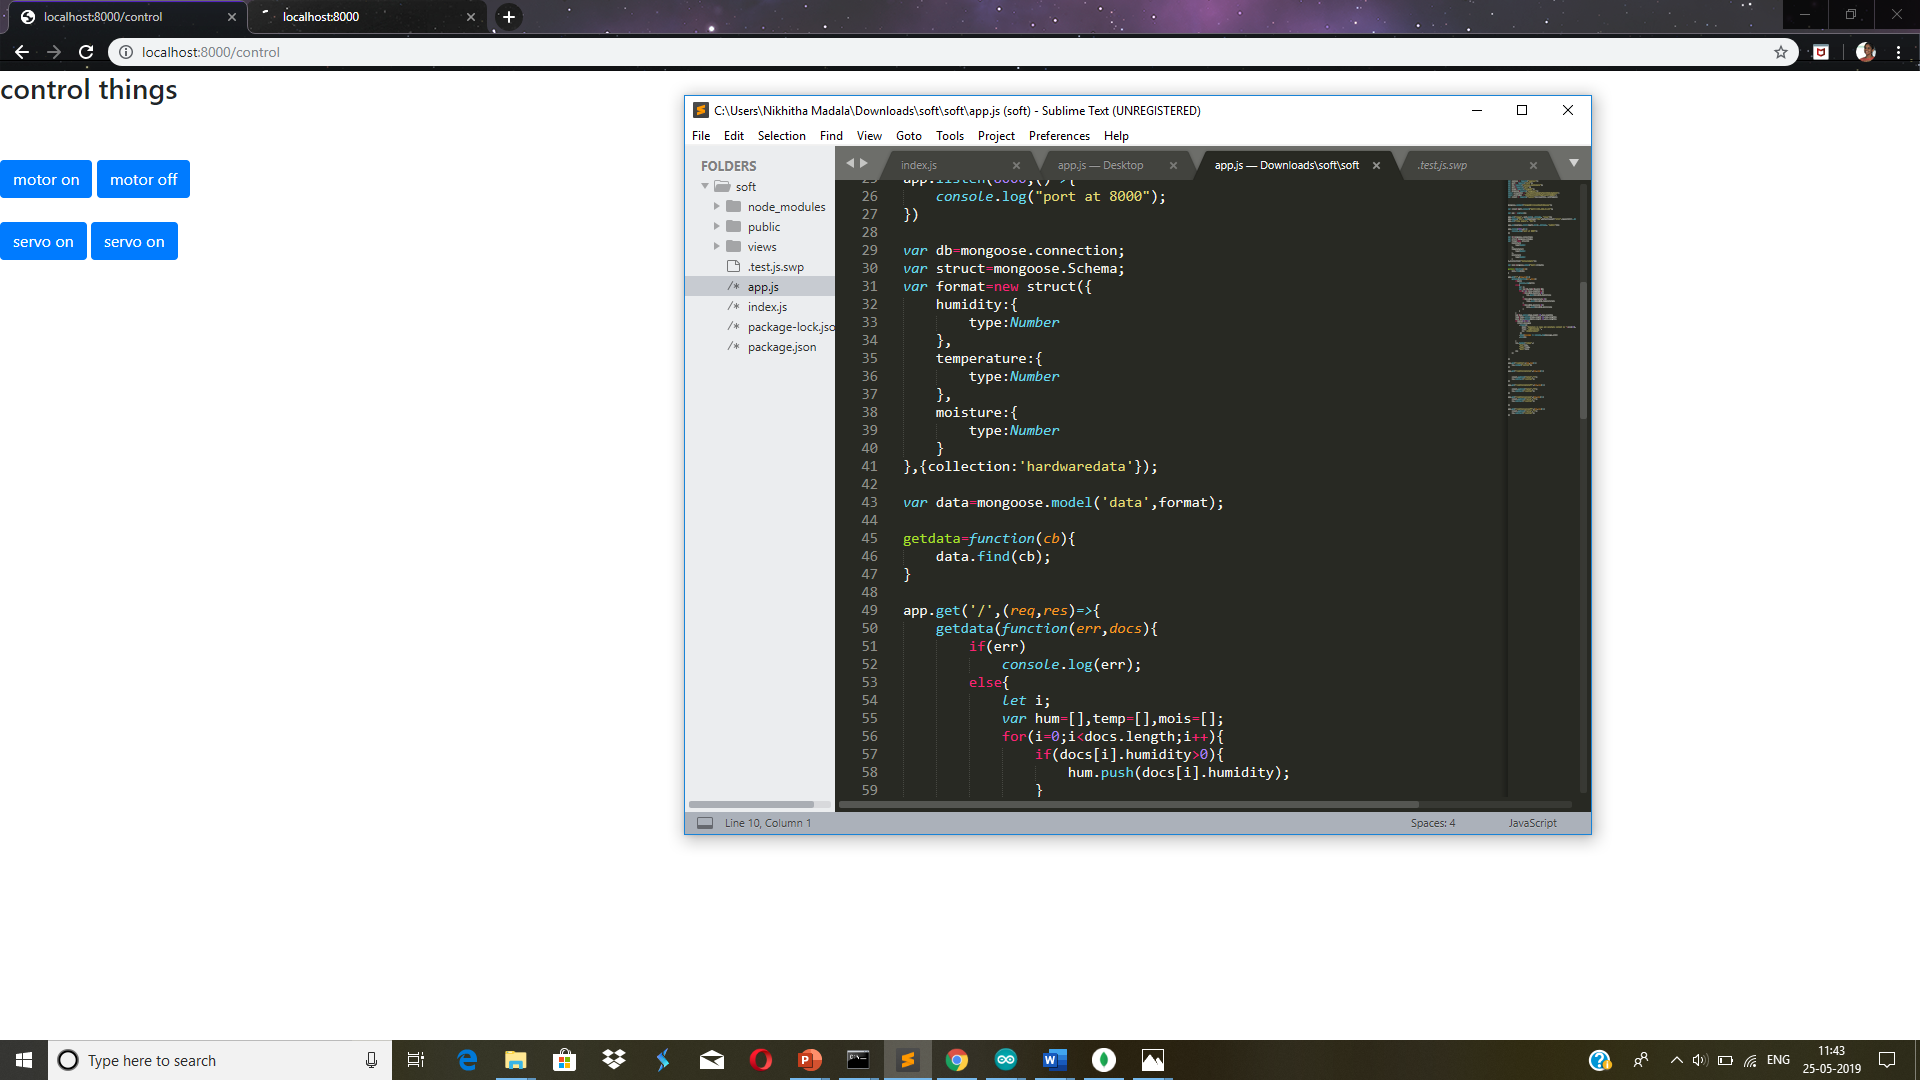 localhost:8000/control
localhost:8000
localhost:8000/control
control things
motor on
motor off
servo on
servo on
C:\Users\Nikhitha Madala\Downloads\soft\soft\app.js (soft) - Sublime Text (UNREGISTERED)
File Edit Selection Find View Goto Tools Project Preferences Help
FOLDERS
soft
node_modules
public
views
.test.js.swp
/* app.js
/* index.js
/* package-lock.jso
/* package.json
index.js
app.js — Desktop
app.js — Downloads\soft\soft
.test.js.swp
25 app.listen(8000,()=>{
26 console.log("port at 8000");
27 })
28
29 var db=mongoose.connection;
30 var struct=mongoose.Schema;
31 var format=new struct({
32 humidity:{
33 type:Number
34 },
35 temperature:{
36 type:Number
37 },
38 moisture:{
39 type:Number
40 }
41 },{collection:'hardwaredata'});
42
43 var data=mongoose.model('data',format);
44
45 getdata=function(cb){
46 data.find(cb);
47 }
48
49 app.get('/',(req,res)=>{
50 getdata(function(err,docs){
51 if(err)
52 console.log(err);
53 else{
54 let i;
55 var hum=[],temp=[],mois=[];
56 for(i=0;i<docs.length;i++){
57 if(docs[i].humidity>0){
58 hum.push(docs[i].humidity);
59 }
Line 10, Column 1
Spaces: 4
JavaScript
Type here to search
ENG
11:43
25-05-2019